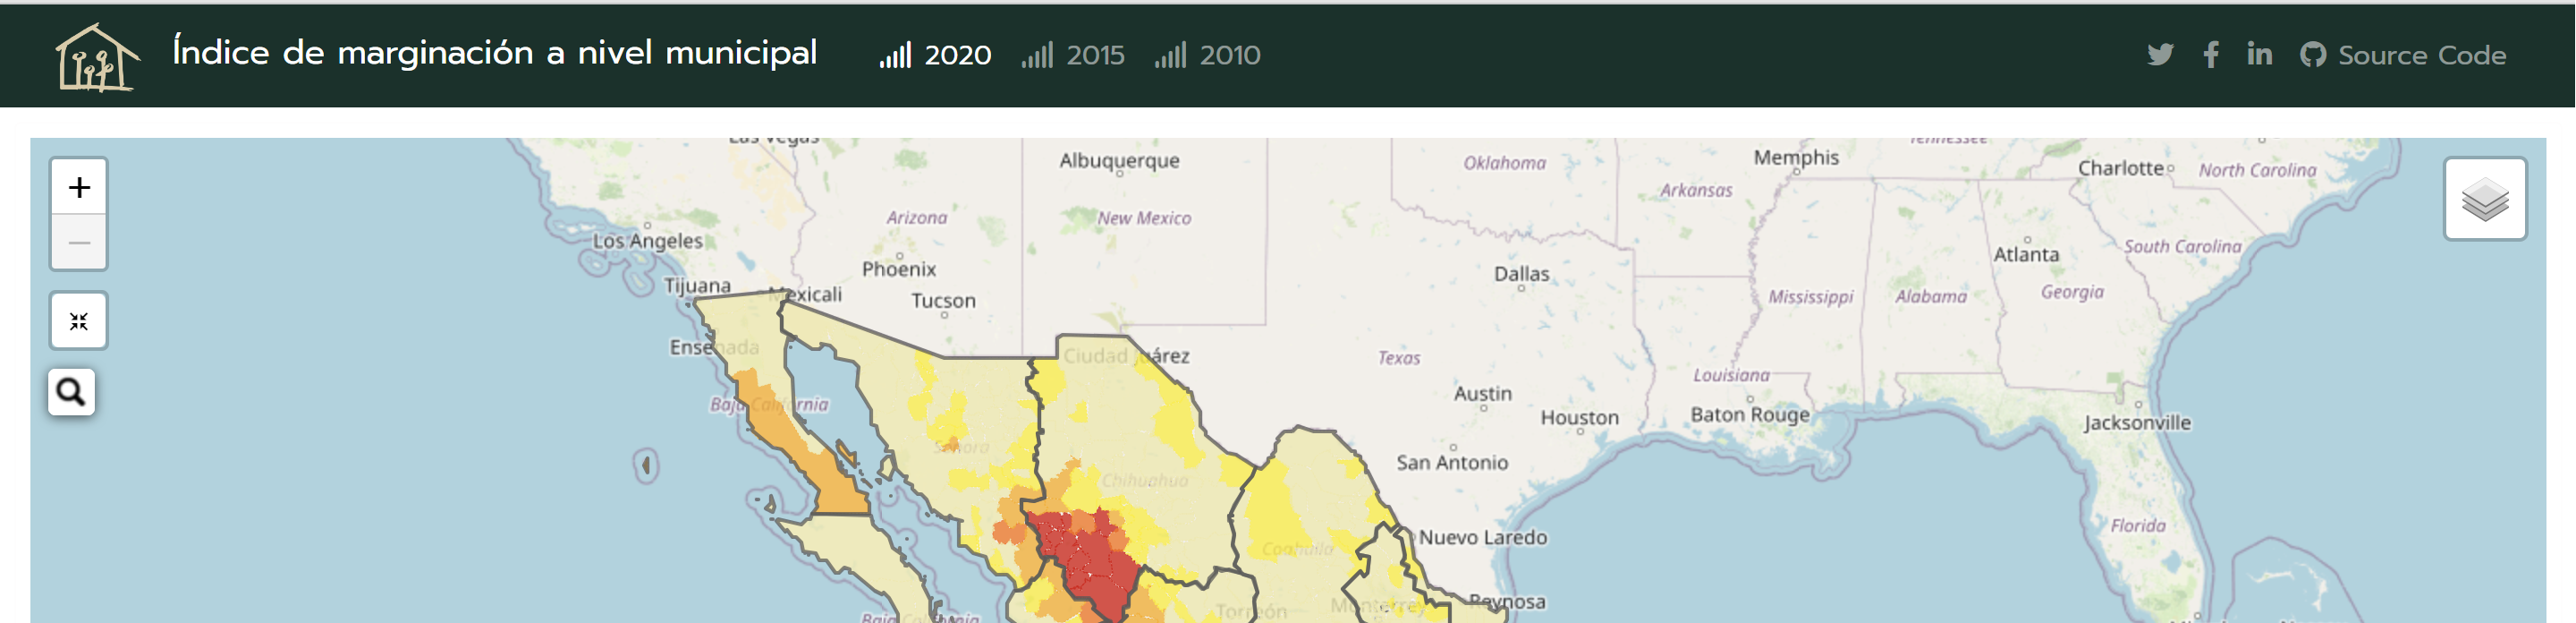 Índice de marginación a nivel municipal
2020
2015
2010
Source Code
Las Vegas
Albuquerque
Oklahoma
Memphis
Tennessee
Charlotte
North Carolina
Arkansas
Arizona
New Mexico
Los Angeles
South Carolina
Atlanta
Phoenix
Dallas
Tijuana
Mexicali
Tucson
Mississippi
Alabama
Georgia
Ensenada
Ciudad Juárez
Texas
Louisiana
Austin
Baja California
Houston
Baton Rouge
Jacksonville
Sonora
San Antonio
Chihuahua
Florida
Nuevo Laredo
Coahuila
Torreón
Monterrey
Reynosa
Baja California